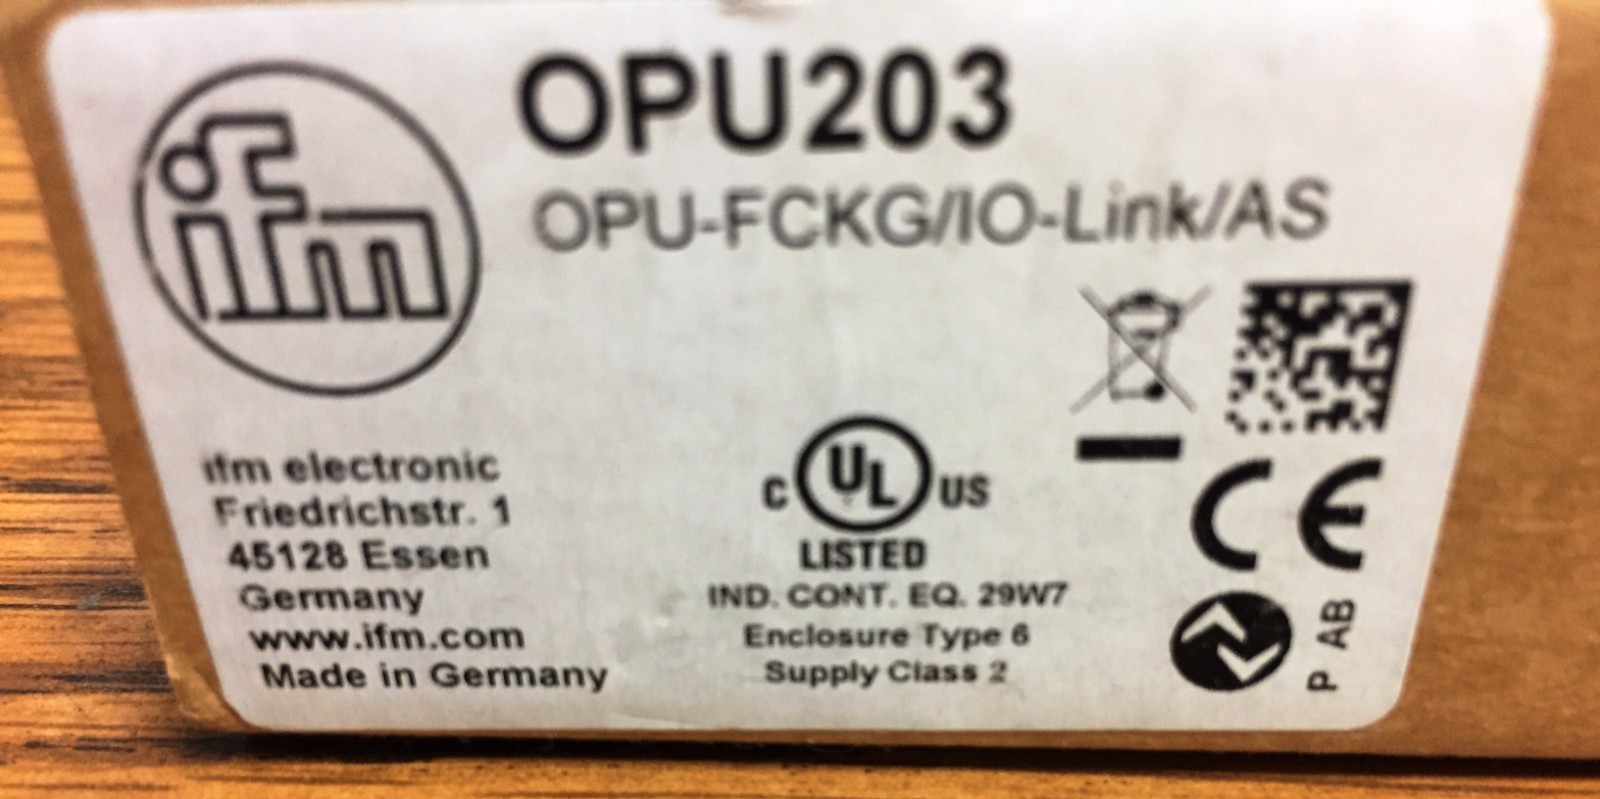 ifm
OPU203
OPU-FCKG/IO-Link/AS
ifm electronic
Friedrichstr. 1
45128 Essen
Germany
www.ifm.com
Made in Germany
C UL US
LISTED
IND. CONT. EQ. 29W7
Enclosure Type 6
Supply Class 2
CE
P AB